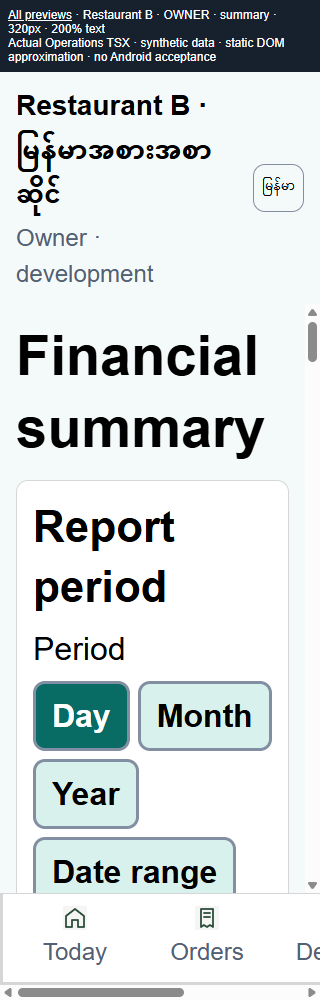 All previews · Restaurant B · OWNER · summary ·
320px · 200% text
Actual Operations TSX · synthetic data · static DOM
approximation · no Android acceptance
Restaurant B ·
မြန်မာအစားအစာ
ဆိုင်
မြန်မာ
Owner ·
development
Financial
summary
Report
period
Period
Day
Month
Year
Date range
Today
Orders
De